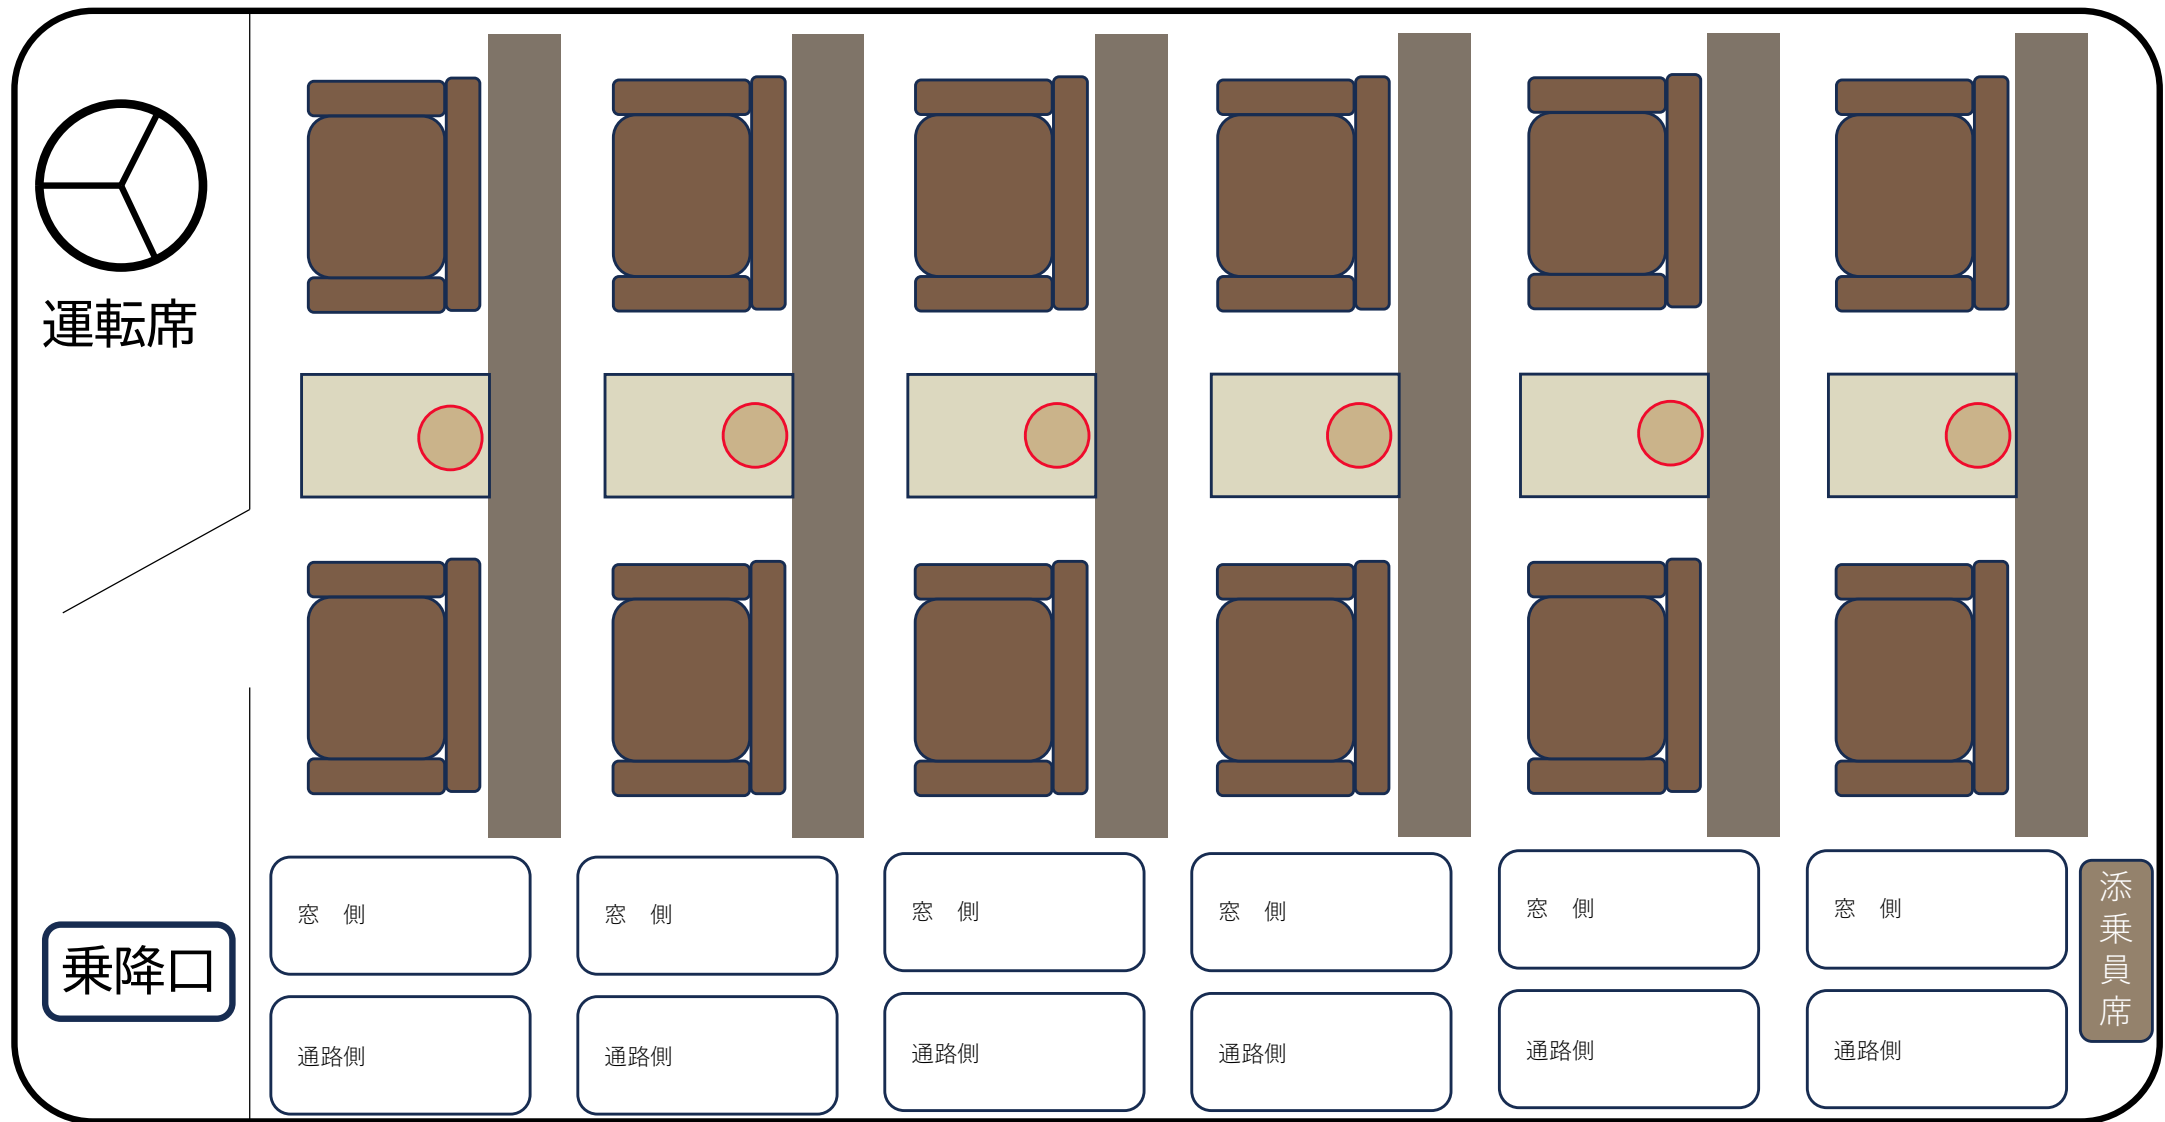 運転席
乗降口
窓　側
窓　側
窓　側
窓　側
窓　側
窓　側
通路側
通路側
通路側
通路側
通路側
通路側
添乗員席